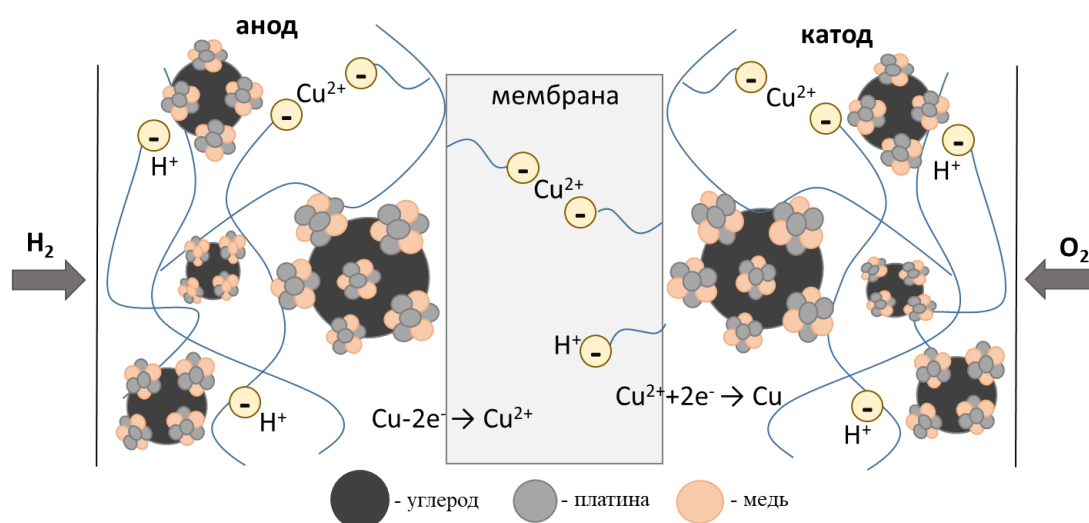 анод
катод
Cu²⁺
Cu²⁺
мембрана
H⁺
H⁺
Cu²⁺
H₂
O₂
H⁺
Cu-2e⁻ → Cu²⁺
Cu²⁺+2e⁻ → Cu
H⁺
H⁺
- углерод
- платина
- медь